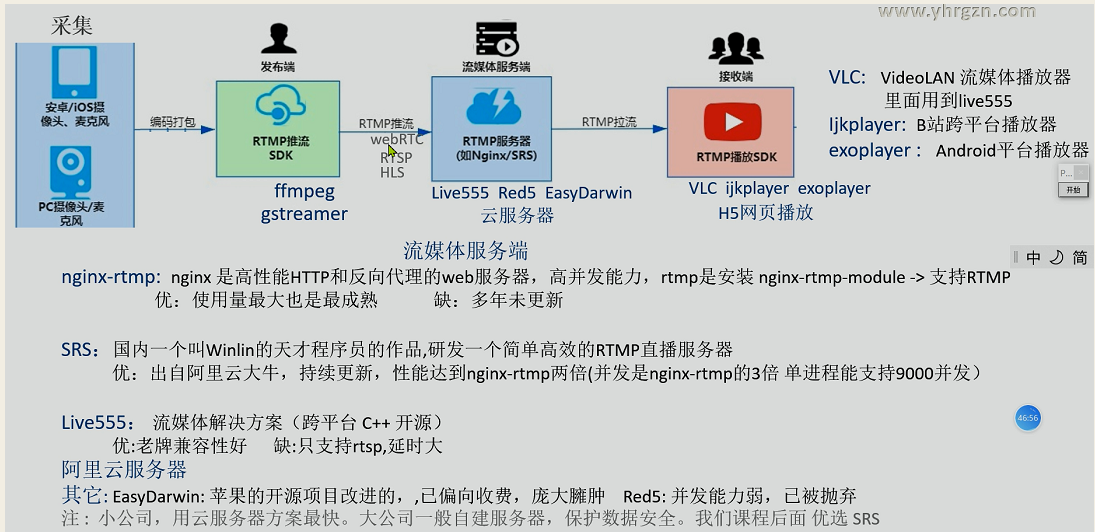 www.yhrgzn.com
采集
安卓/iOS摄
像头、麦克风
PC摄像头/麦
克风
编码打包
发布端
RTMP推流
SDK
ffmpeg
gstreamer
RTMP推流
webRTC
RTSP
HLS
流媒体服务端
RTMP服务器
(如Nginx/SRS)
Live555 Red5 EasyDarwin
云服务器
RTMP拉流
接收端
RTMP播放SDK
VLC ijkplayer exoplayer
H5网页播放
VLC: VideoLAN 流媒体播放器
里面用到live555
Ijkplayer: B站跨平台播放器
exoplayer： Android平台播放器
P...
开始
中 简
流媒体服务端
nginx-rtmp: nginx 是高性能HTTP和反向代理的web服务器，高并发能力，rtmp是安装 nginx-rtmp-module -> 支持RTMP
优：使用量最大也是最成熟 缺：多年未更新
SRS：国内一个叫Winlin的天才程序员的作品,研发一个简单高效的RTMP直播服务器
优：出自阿里云大牛，持续更新，性能达到nginx-rtmp两倍(并发是nginx-rtmp的3倍 单进程能支持9000并发）
Live555： 流媒体解决方案（跨平台 C++ 开源）
优:老牌兼容性好 缺:只支持rtsp,延时大
46:56
阿里云服务器
其它: EasyDarwin: 苹果的开源项目改进的，,已偏向收费，庞大臃肿 Red5: 并发能力弱，已被抛弃
注：小公司，用云服务器方案最快。大公司一般自建服务器，保护数据安全。我们课程后面 优选 SRS